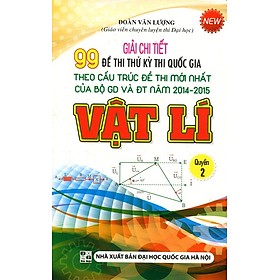 ĐOÀN VĂN LƯỢNG
(Giáo viên chuyên luyện thi Đại học)
NEW
GIẢI CHI TIẾT
99 ĐỀ THI THỬ KỲ THI QUỐC GIA
THEO CẤU TRÚC ĐỀ THI MỚI NHẤT
CỦA BỘ GD VÀ ĐT NĂM 2014-2015
VẬT LÍ
Quyển
2
NHÀ XUẤT BẢN ĐẠI HỌC QUỐC GIA HÀ NỘI